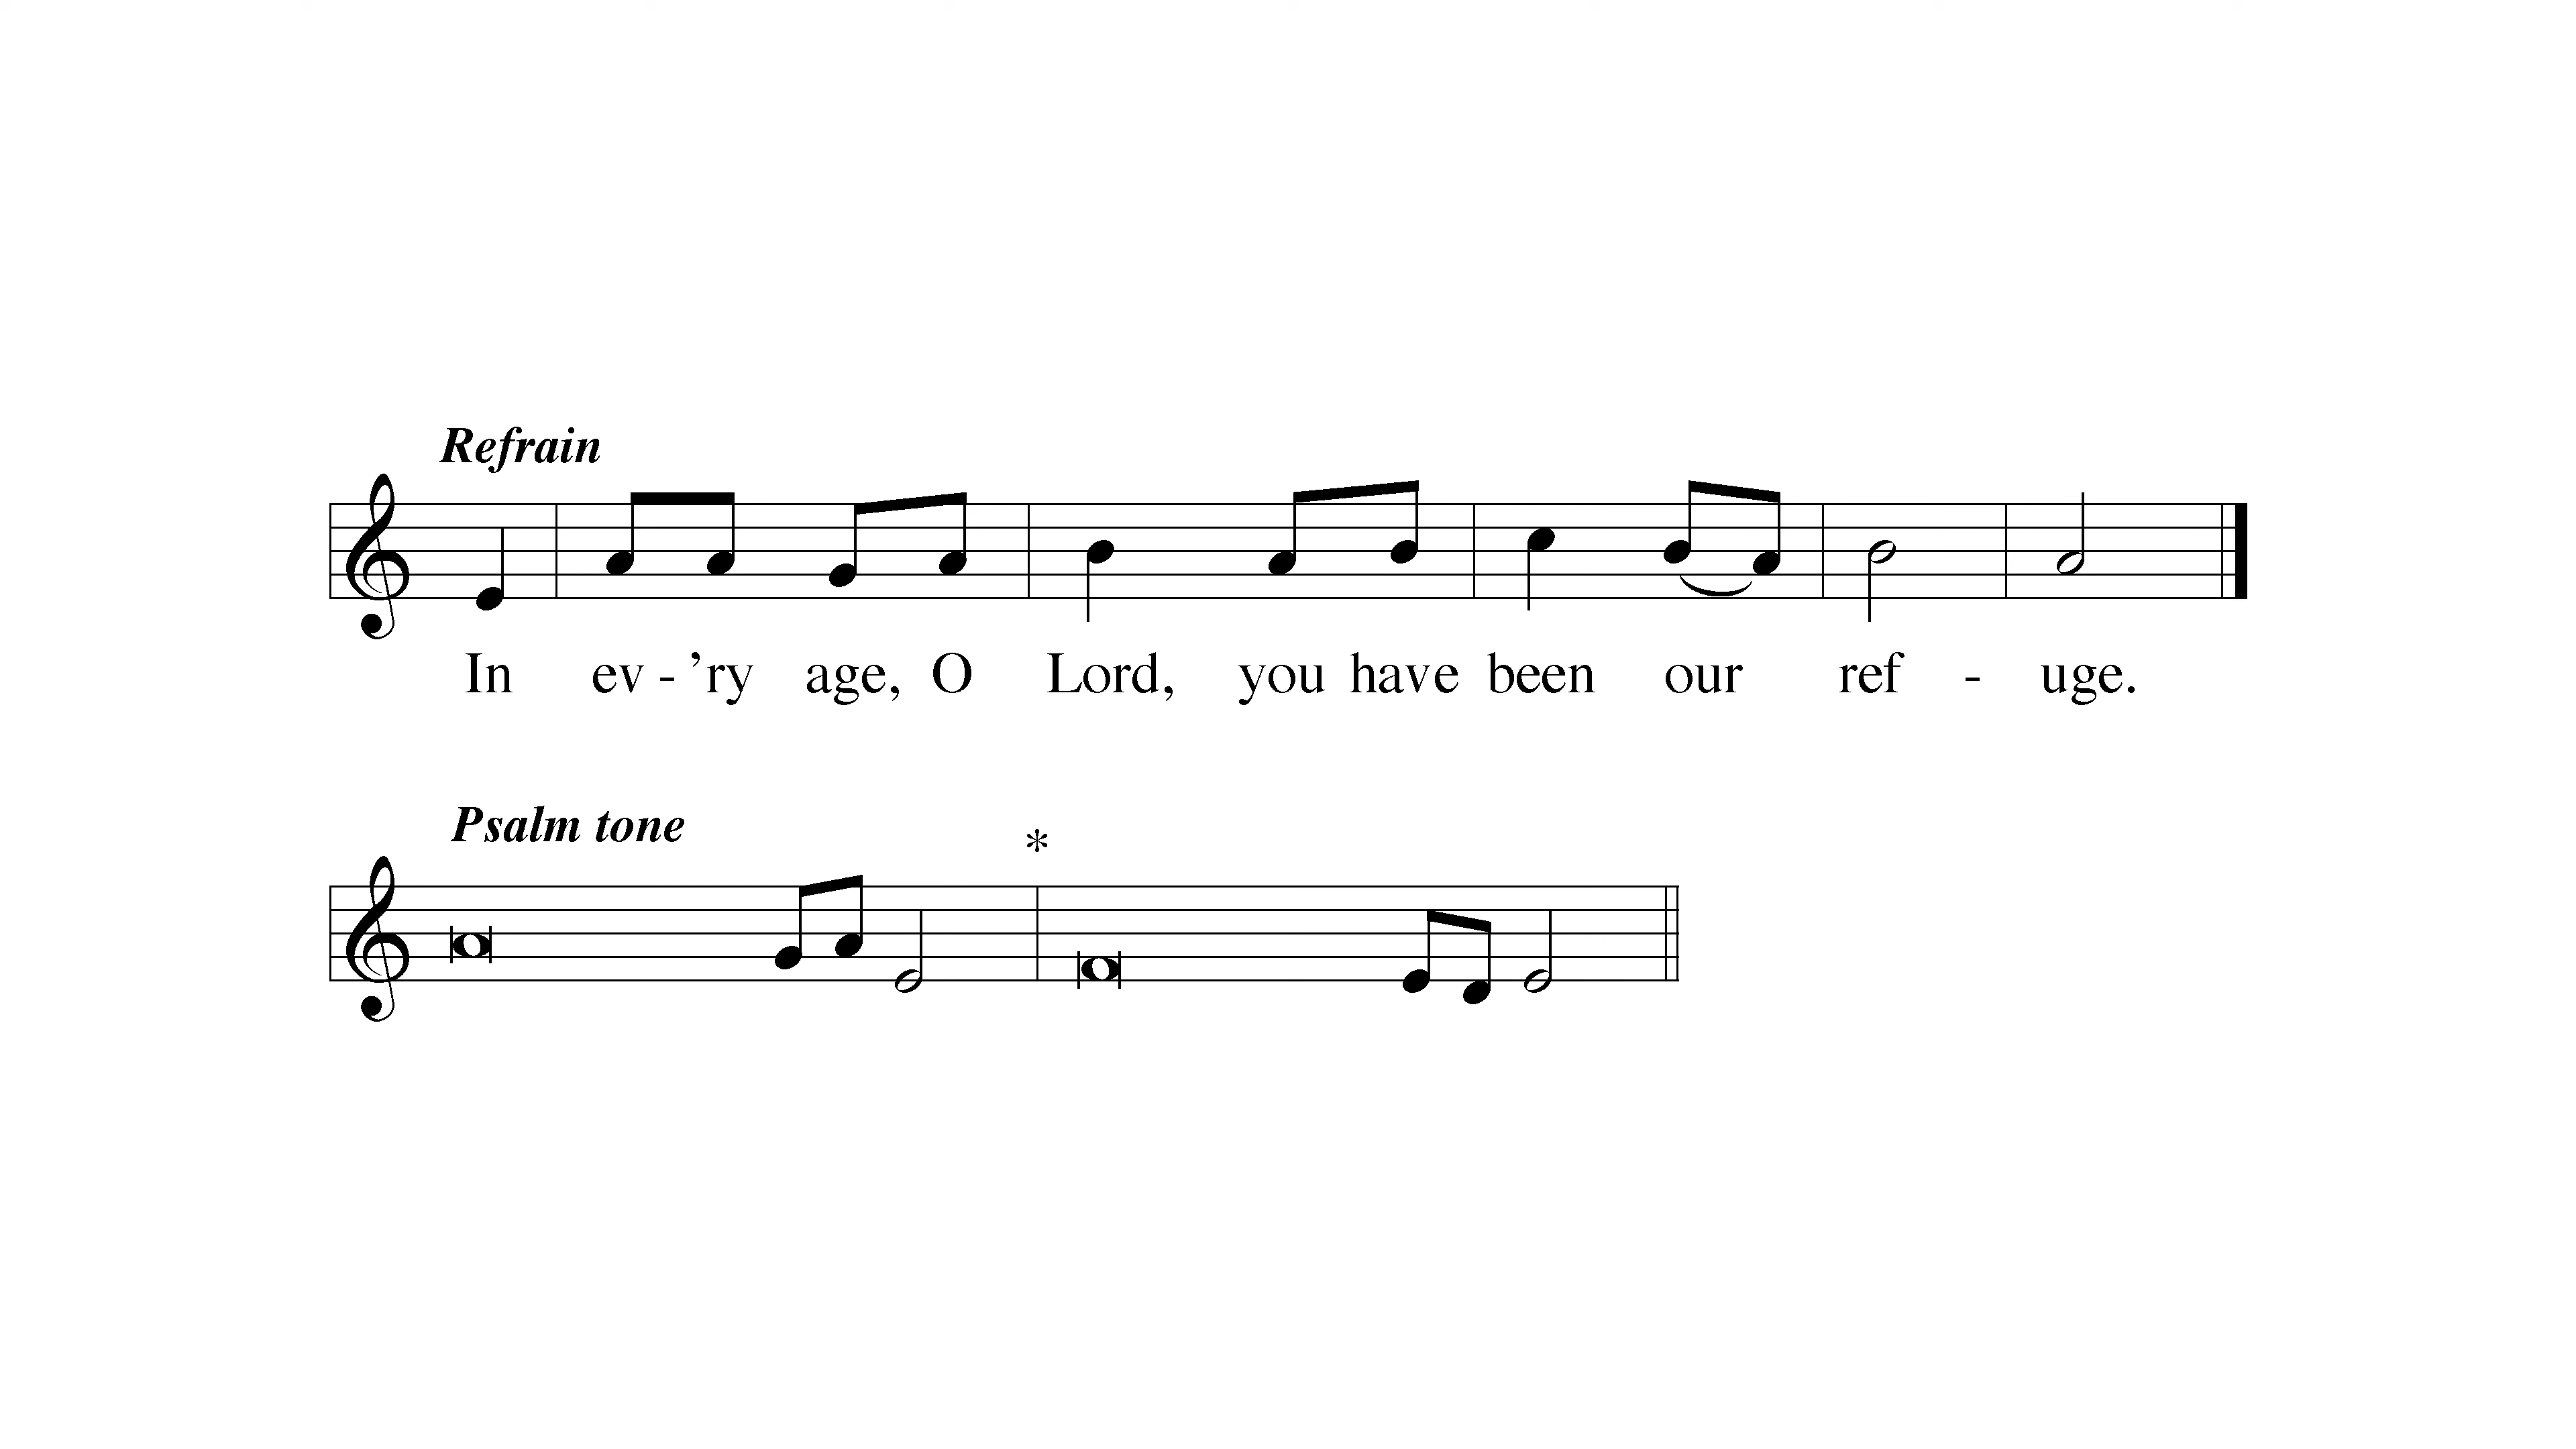 Refrain
In ev - ’ry age, O Lord, you have been our ref - uge.
Psalm tone
*